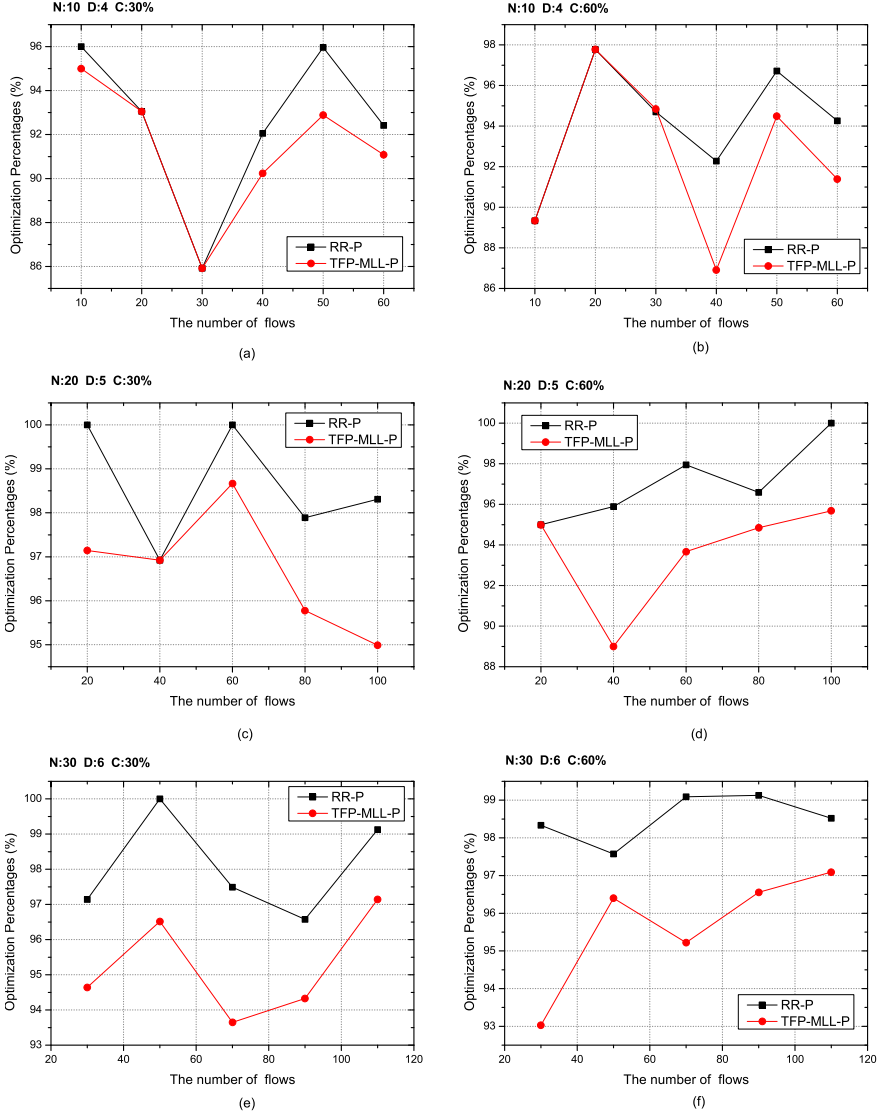 N:10 D:4 C:30%
Optimization Percentages (%)
96
94
92
90
88
86
10 20 30 40 50 60
RR-P
TFP-MLL-P
The number of flows
(a)
N:10 D:4 C:60%
Optimization Percentages (%)
98
96
94
92
90
88
86
10 20 30 40 50 60
RR-P
TFP-MLL-P
The number of flows
(b)
N:20 D:5 C:30%
Optimization Percentages (%)
100
99
98
97
96
95
20 40 60 80 100
RR-P
TFP-MLL-P
The number of flows
(c)
N:20 D:5 C:60%
Optimization Percentages (%)
100
98
96
94
92
90
88
20 40 60 80 100
RR-P
TFP-MLL-P
The number of flows
(d)
N:30 D:6 C:30%
Optimization Percentages (%)
100
99
98
97
96
95
94
93
20 40 60 80 100 120
RR-P
TFP-MLL-P
The number of flows
(e)
N:30 D:6 C:60%
Optimization Percentages (%)
99
98
97
96
95
94
93
20 40 60 80 100 120
RR-P
TFP-MLL-P
The number of flows
(f)